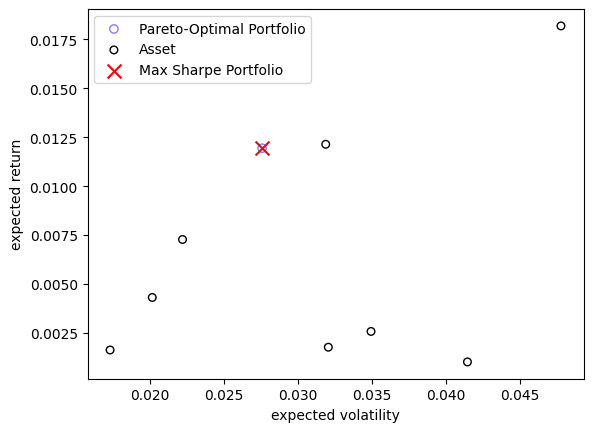 Pareto-Optimal Portfolio
Asset
Max Sharpe Portfolio
0.0175
0.0150
0.0125
0.0100
0.0075
0.0050
0.0025
expected return
0.020 0.025 0.030 0.035 0.040 0.045
expected volatility